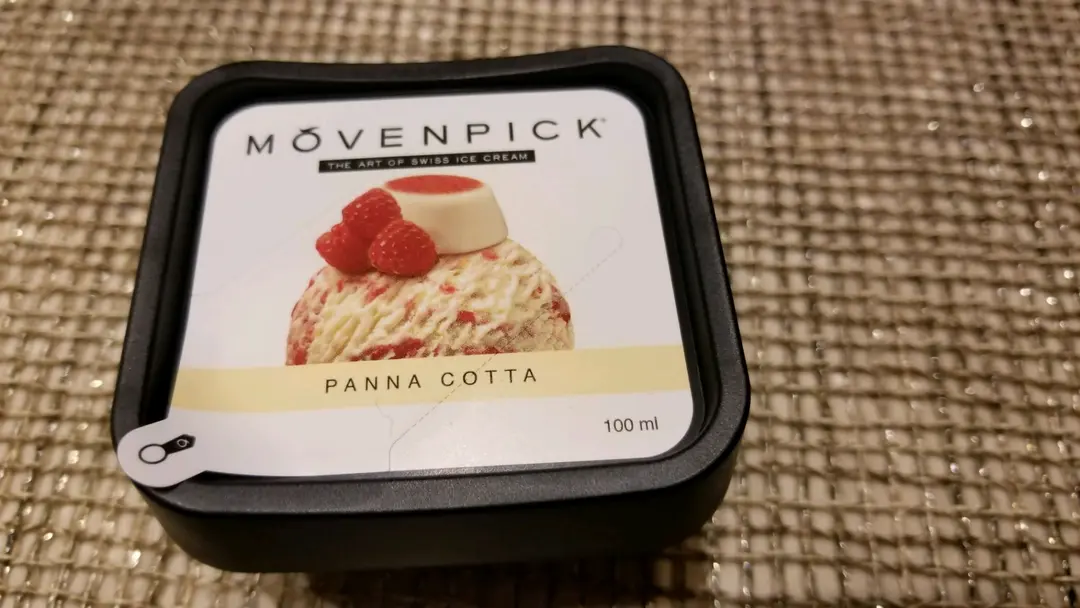 MÖVENPICK®
THE ART OF SWISS ICE CREAM
PANNA COTTA
100 ml